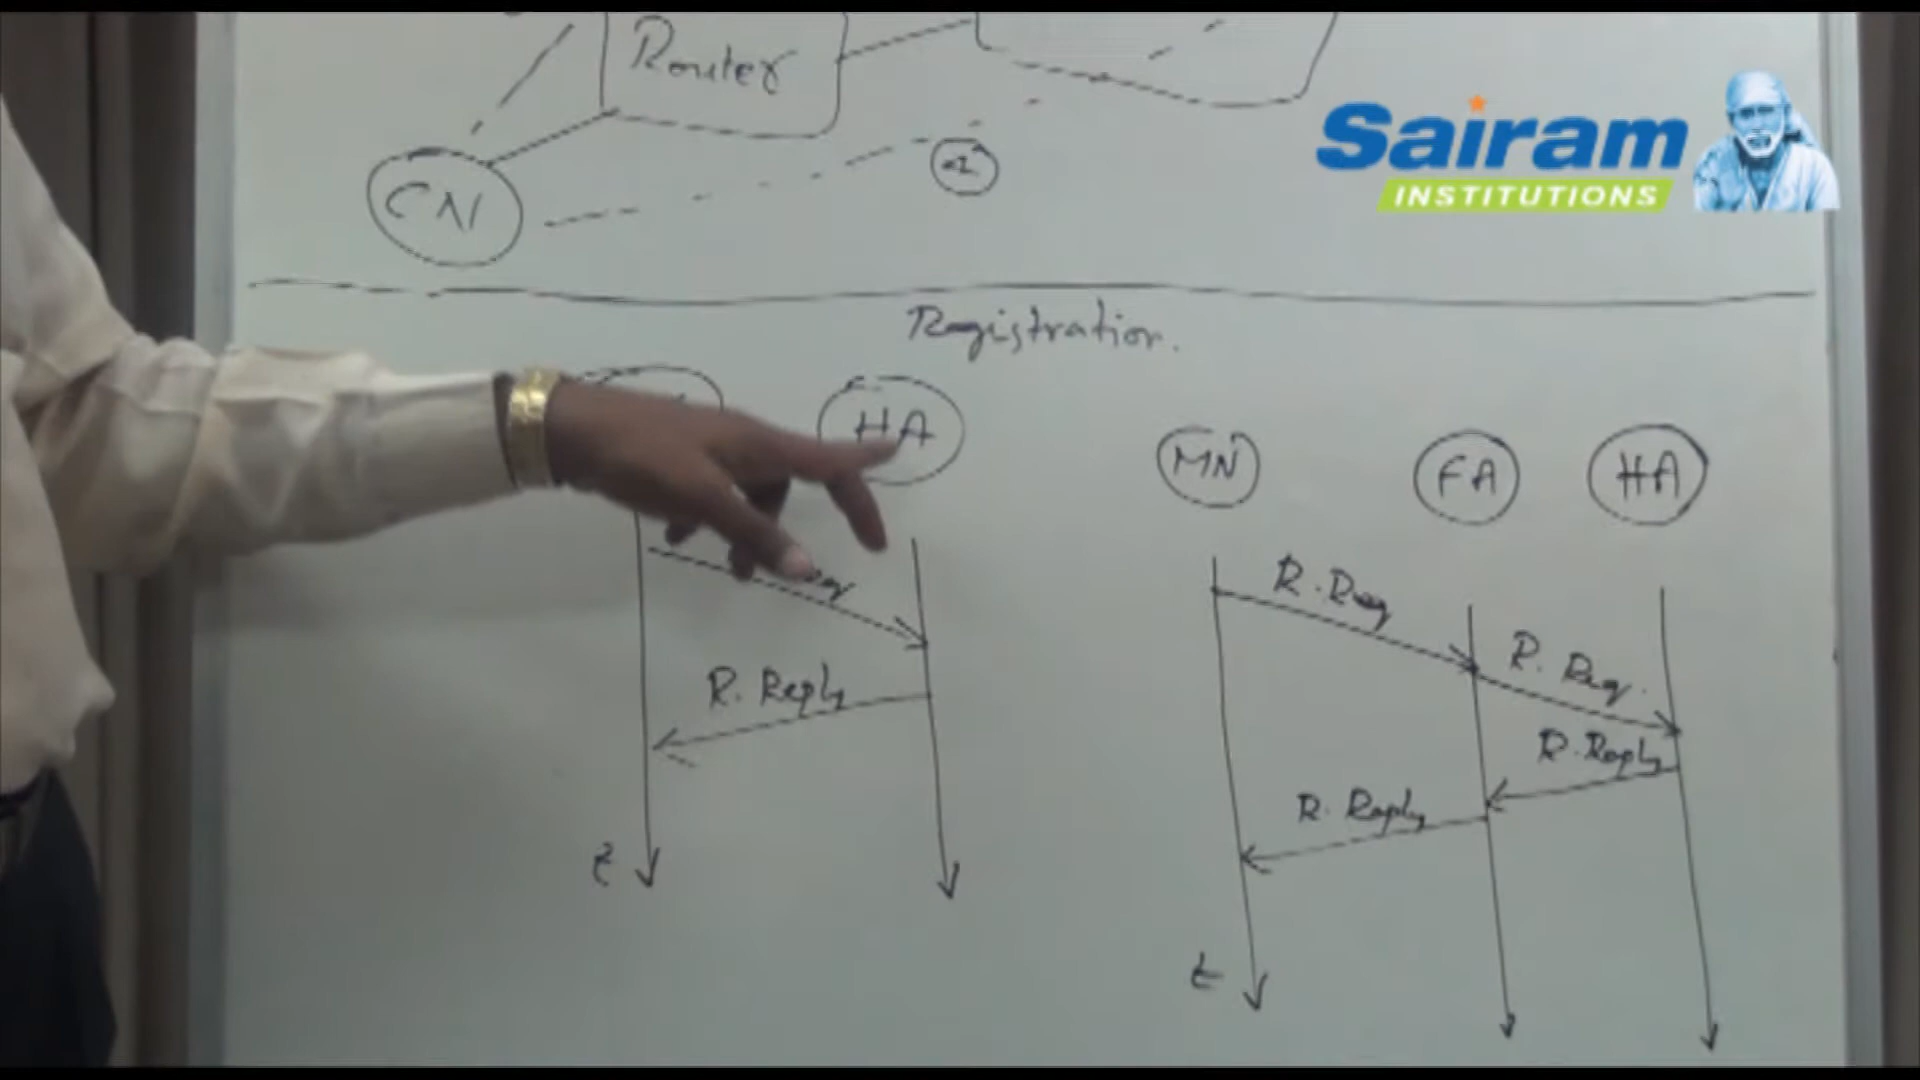 Router
Sairam
INSTITUTIONS
CN
Registration.
HA
MN
FA
HA
R. Req
R. Req.
R. Reply
R. Reply
R. Reply
t
t